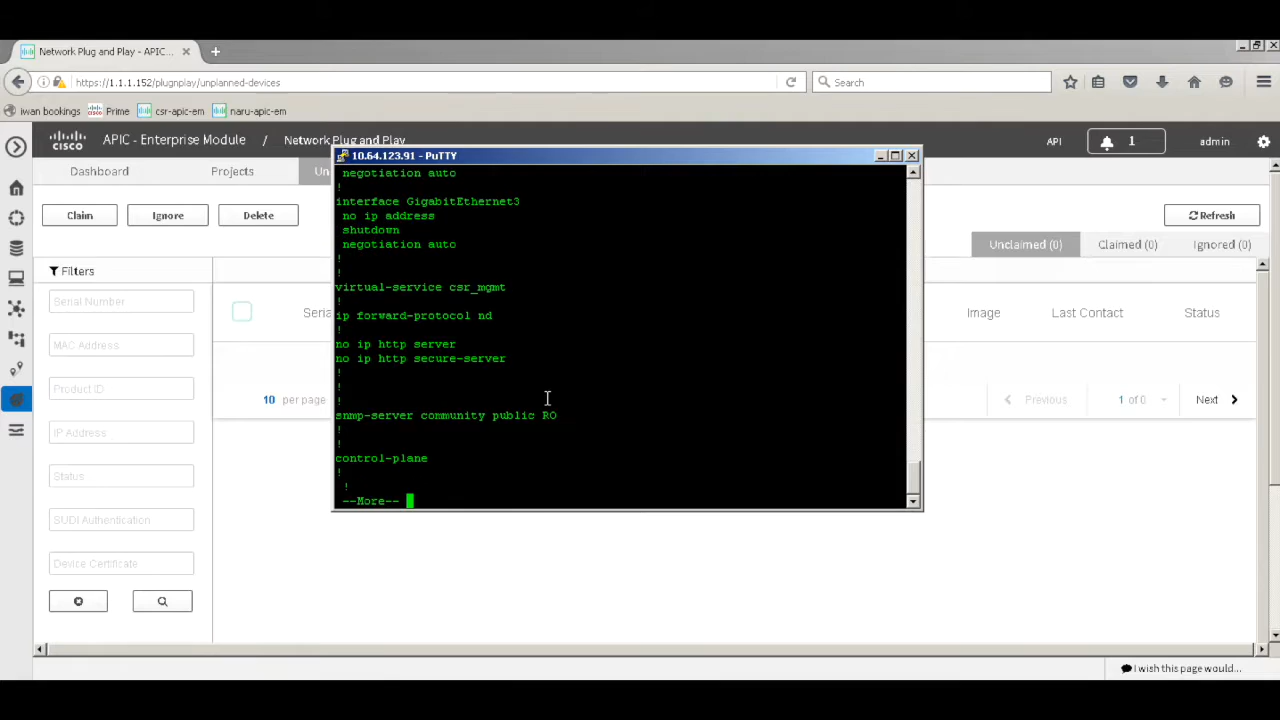 Network Plug and Play - APIC...
https://1.1.1.152/plugnplay/unplanned-devices
Search
iwan bookings
Prime
csr-apic-em
naru-apic-em
CISCO
APIC - Enterprise Module / Network Plug and Play
API
1
admin
Dashboard
Projects
Un
Claim
Ignore
Delete
Refresh
Unclaimed (0)
Claimed (0)
Ignored (0)
Filters
Serial Number
MAC Address
Product ID
IP Address
Status
SUDI Authentication
Device Certificate
Seria
Image
Last Contact
Status
10 per page
Previous
1 of 0
Next
10.64.123.91 - PuTTY
negotiation auto
!
interface GigabitEthernet3
no ip address
shutdown
negotiation auto
!
!
virtual-service csr_mgmt
!
ip forward-protocol nd
!
no ip http server
no ip http secure-server
!
!
!
snmp-server community public RO
!
!
control-plane
!
!
--More--
I wish this page would...